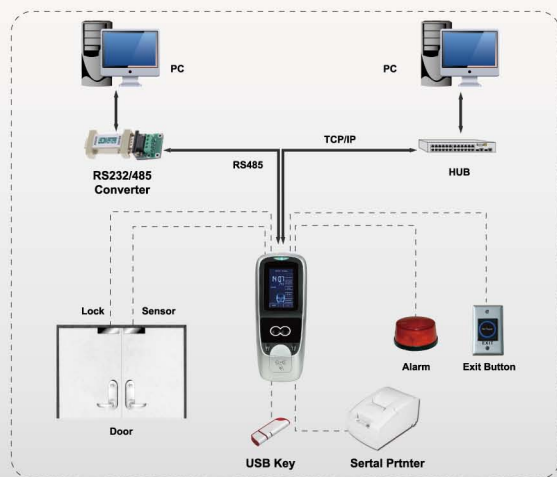 PC
PC
TCP/IP
RS485
RS232/485
Converter
HUB
Lock
Sensor
Door
Alarm
Exit Button
USB Key
Sertal Prtnter